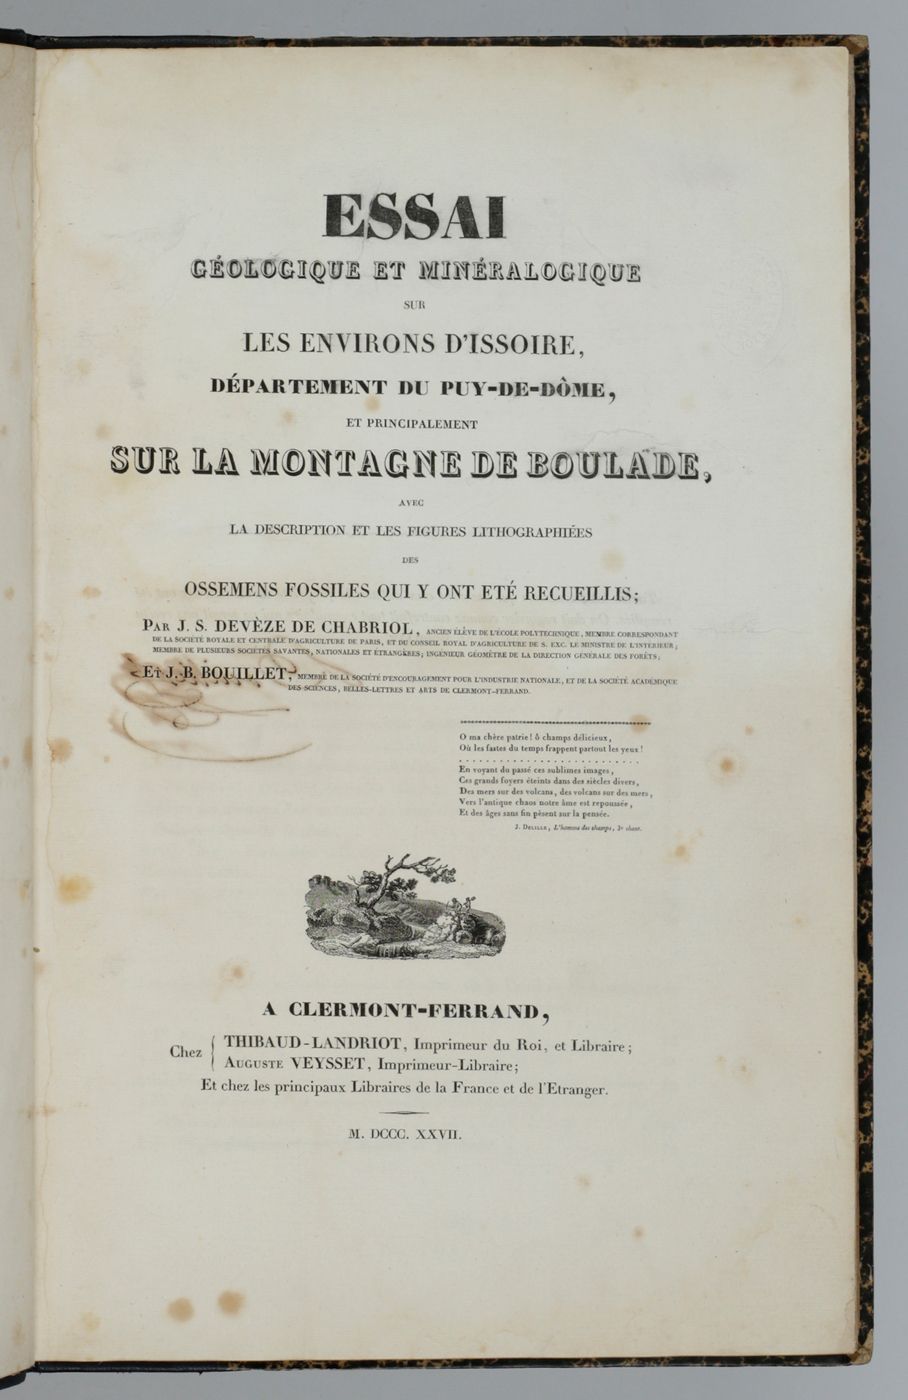 ESSAI
GÉOLOGIQUE ET MINÉRALOGIQUE
SUR
LES ENVIRONS D'ISSOIRE,
DÉPARTEMENT DU PUY-DE-DÔME,
ET PRINCIPALEMENT
SUR LA MONTAGNE DE BOULADE,
AVEC
LA DESCRIPTION ET LES FIGURES LITHOGRAPHIÉES
DES
OSSEMENS FOSSILES QUI Y ONT ETÉ RECUEILLIS;
PAR J. S. DEVÈZE DE CHABRIOL, ANCIEN ÉLÈVE DE L'ÉCOLE POLYTECHNIQUE, MEMBRE CORRESPONDANT
DE LA SOCIÉTÉ ROYALE ET CENTRALE D'AGRICULTURE DE PARIS, ET DU CONSEIL ROYAL D'AGRICULTURE DE S. EXC. LE MINISTRE DE L'INTERIEUR;
MEMBRE DE PLUSIEURS SOCIÉTÉS SAVANTES, NATIONALES ET ÉTRANGÈRES; INGÉNIEUR GÉOMÈTRE DE LA DIRECTION GÉNÉRALE DES FORÊTS;
ET J. B. BOUILLET, MEMBRE DE LA SOCIÉTÉ D'ENCOURAGEMENT POUR L'INDUSTRIE NATIONALE, ET DE LA SOCIÉTÉ ACADÉMIQUE
DES SCIENCES, BELLES-LETTRES ET ARTS DE CLERMONT-FERRAND.
O ma chère patrie! ô champs délicieux,
Où les fastes du temps frappent partout les yeux!
En voyant du passé ces sublimes images,
Ces grands foyers éteints dans des siècles divers,
Des mers sur des volcans, des volcans sur des mers,
Vers l'antique chaos notre âme est repoussée,
Et des âges sans fin pèsent sur la pensée.
J. DELILLE, L'homme des champs, 3e chant.
A CLERMONT-FERRAND,
Chez { THIBAUD-LANDRIOT, Imprimeur du Roi, et Libraire;
AUGUSTE VEYSSET, Imprimeur-Libraire;
Et chez les principaux Libraires de la France et de l'Etranger.
M. DCCC. XXVII.